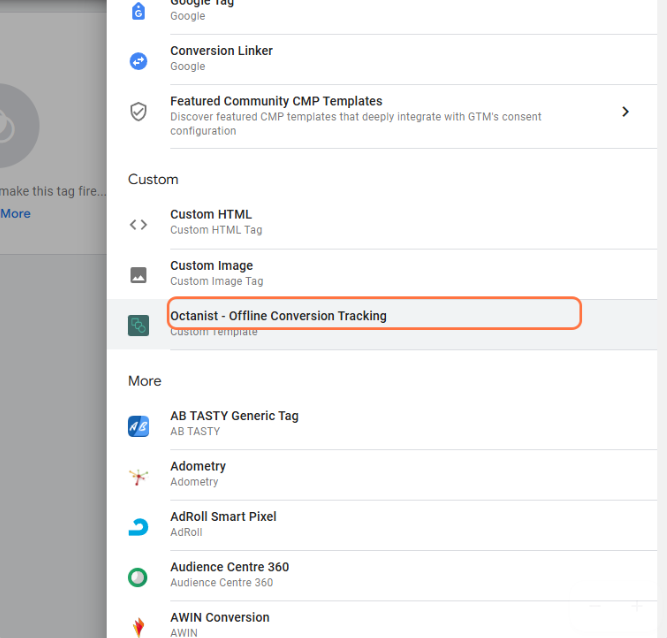 Google Tag
Google
Conversion Linker
Google
Featured Community CMP Templates
Discover featured CMP templates that deeply integrate with GTM's consent
configuration
make this tag fire...
More
Custom
Custom HTML
Custom HTML Tag
Custom Image
Custom Image Tag
Octanist - Offline Conversion Tracking
Custom Template
More
AB TASTY Generic Tag
AB TASTY
Adometry
Adometry
AdRoll Smart Pixel
AdRoll
Audience Centre 360
Audience Centre 360
AWIN Conversion
AWIN